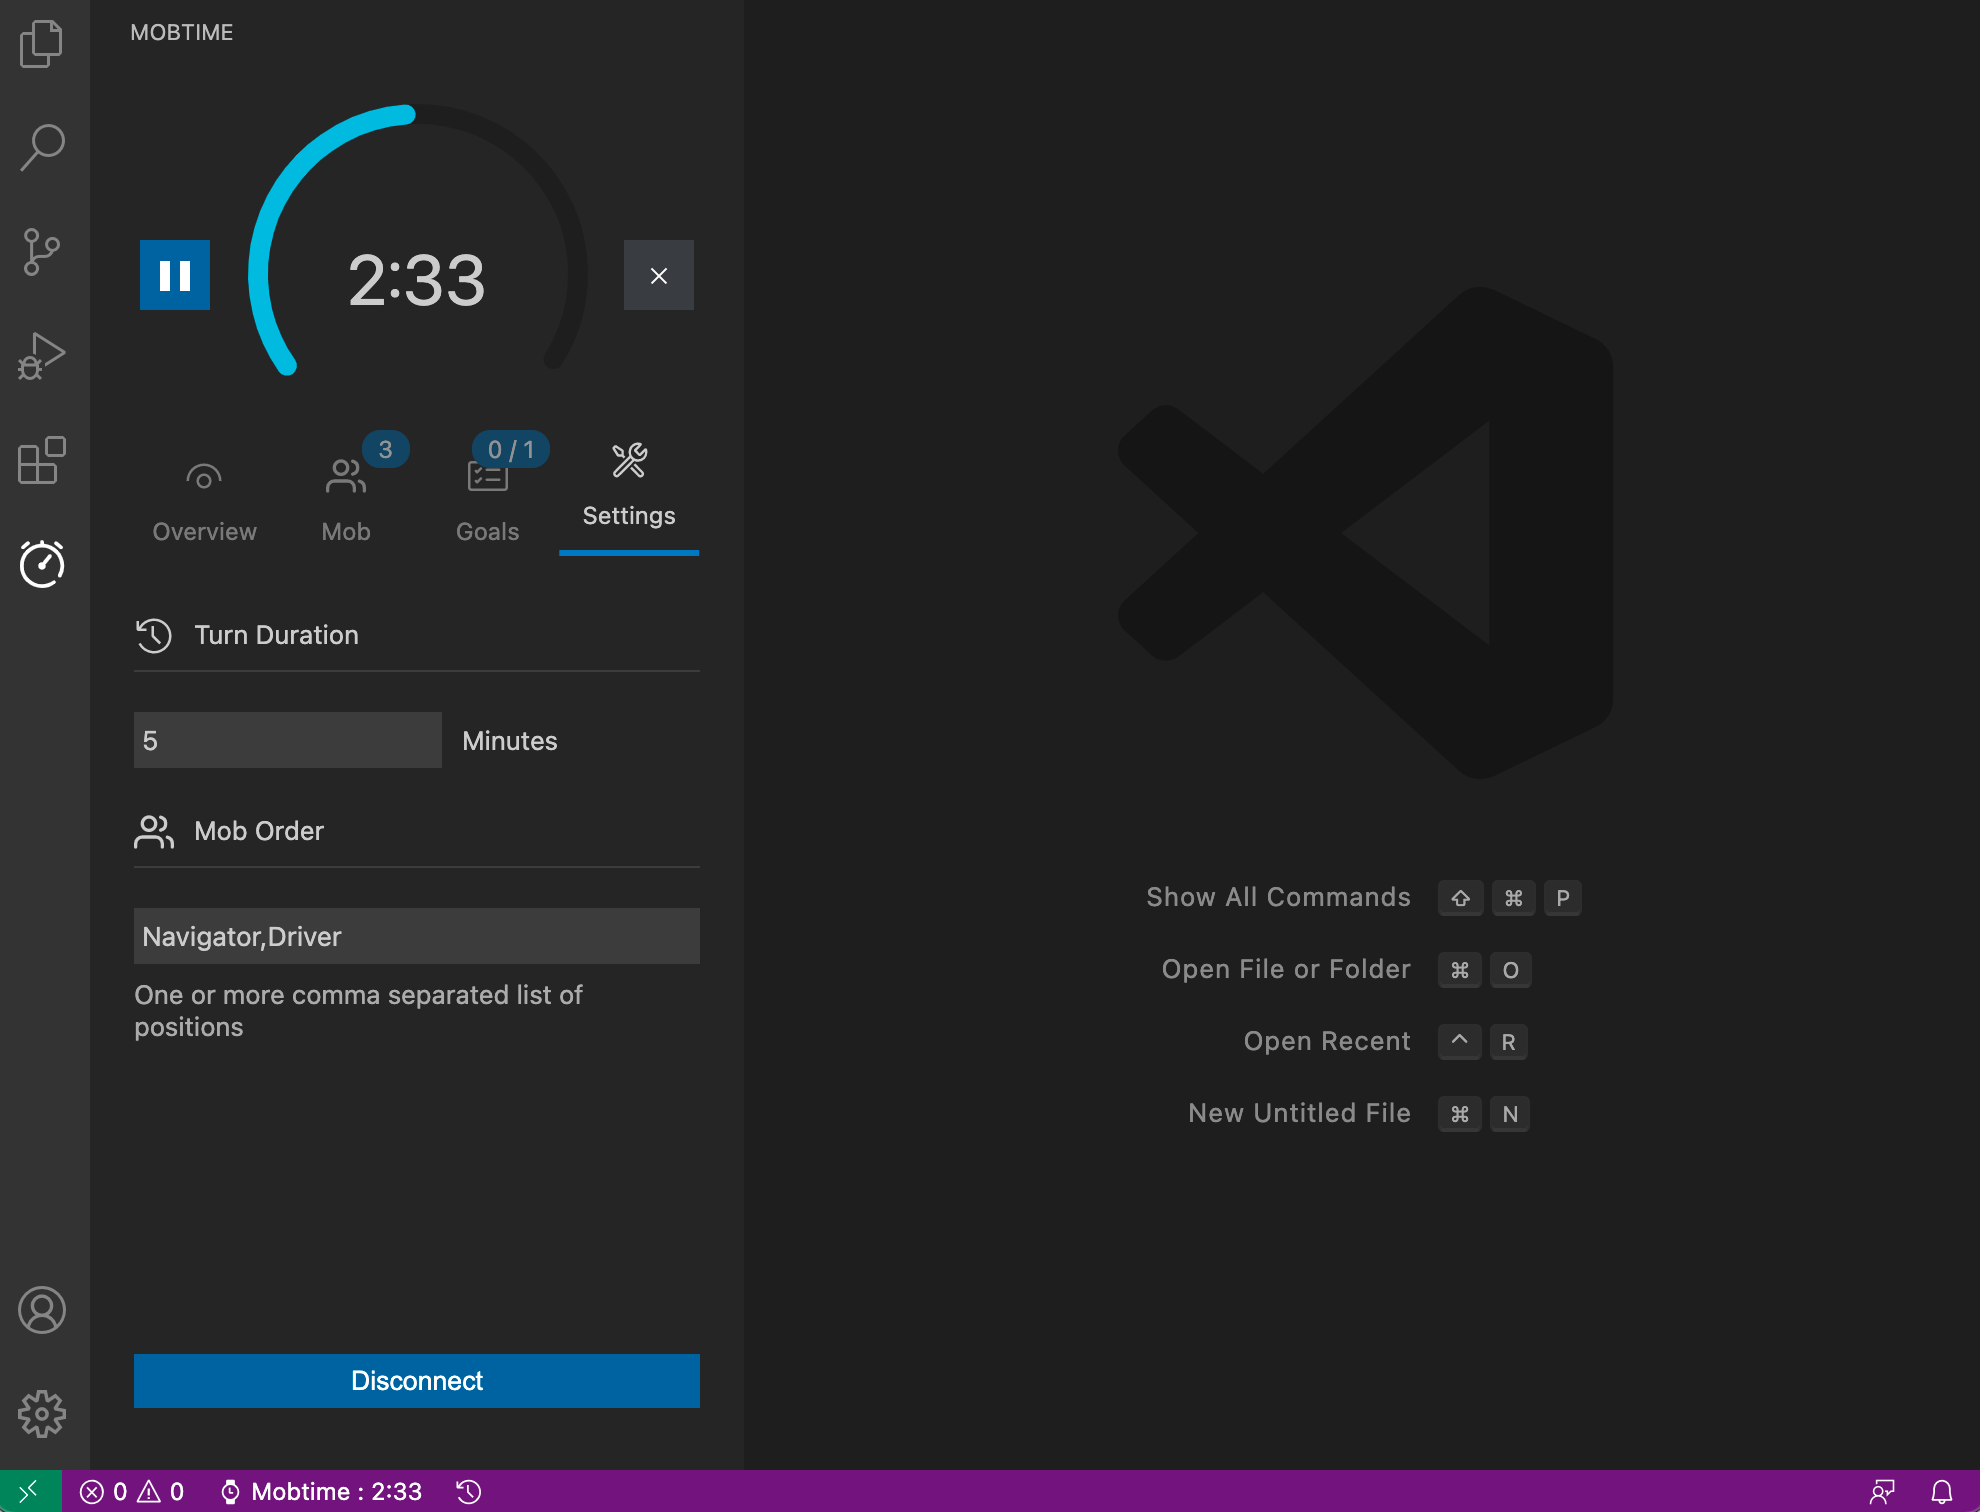 MOBTIME
2:33
3
0 / 1
Overview
Mob
Goals
Settings
Turn Duration
5
Minutes
Mob Order
Navigator,Driver
One or more comma separated list of
positions
Disconnect
Show All Commands ⇧ ⌘ P
Open File or Folder ⌘ O
Open Recent ^ R
New Untitled File ⌘ N
0 0 Mobtime : 2:33